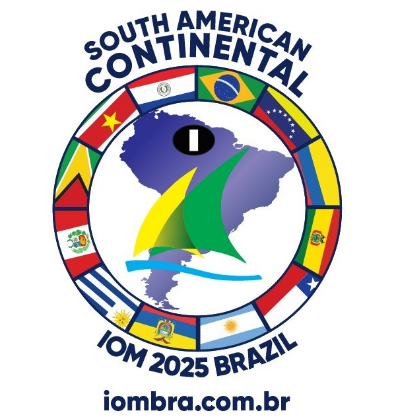 SOUTH AMERICAN
CONTINENTAL
I
IOM 2025 BRAZIL
iombra.com.br